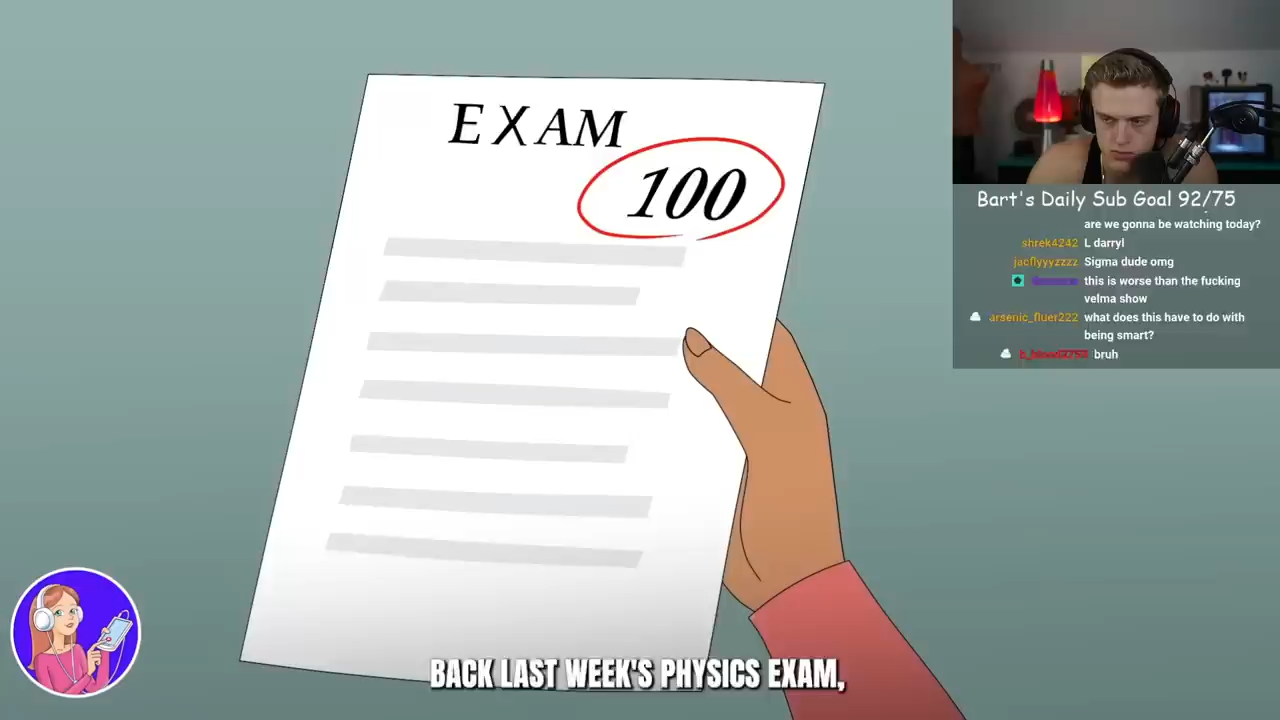 EXAM
100
BACK LAST WEEK'S PHYSICS EXAM,
Bart's Daily Sub Goal 92/75
are we gonna be watching today?
shrek4242 L darryl
jacflyyyzzzz Sigma dude omg
this is worse than the fucking
velma show
arsenic_fluer222 what does this have to do with
being smart?
bruh